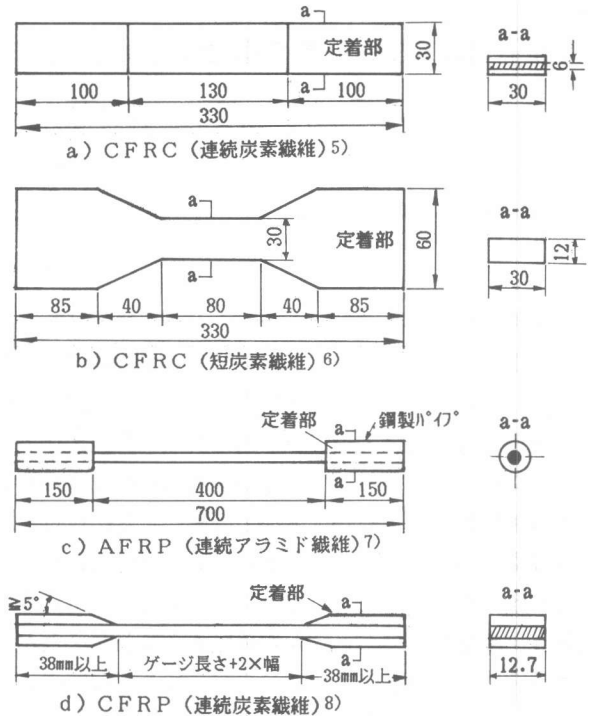 a
a-a
定着部
30
6
a
100 130 100
30
330
a) CFRC (連続炭素繊維) 5)
a
a-a
30
定着部
60
12
a
30
85 40 80 40 85
330
b) CFRC (短炭素繊維) 6)
定着部 a 鋼製パイプ a-a
a
150 400 150
700
c) AFRP (連続アラミド繊維) 7)
≧5°
定着部 a
a-a
38mm以上 ゲージ長さ+2×幅 38mm以上
a
12.7
d) CFRP (連続炭素繊維) 8)